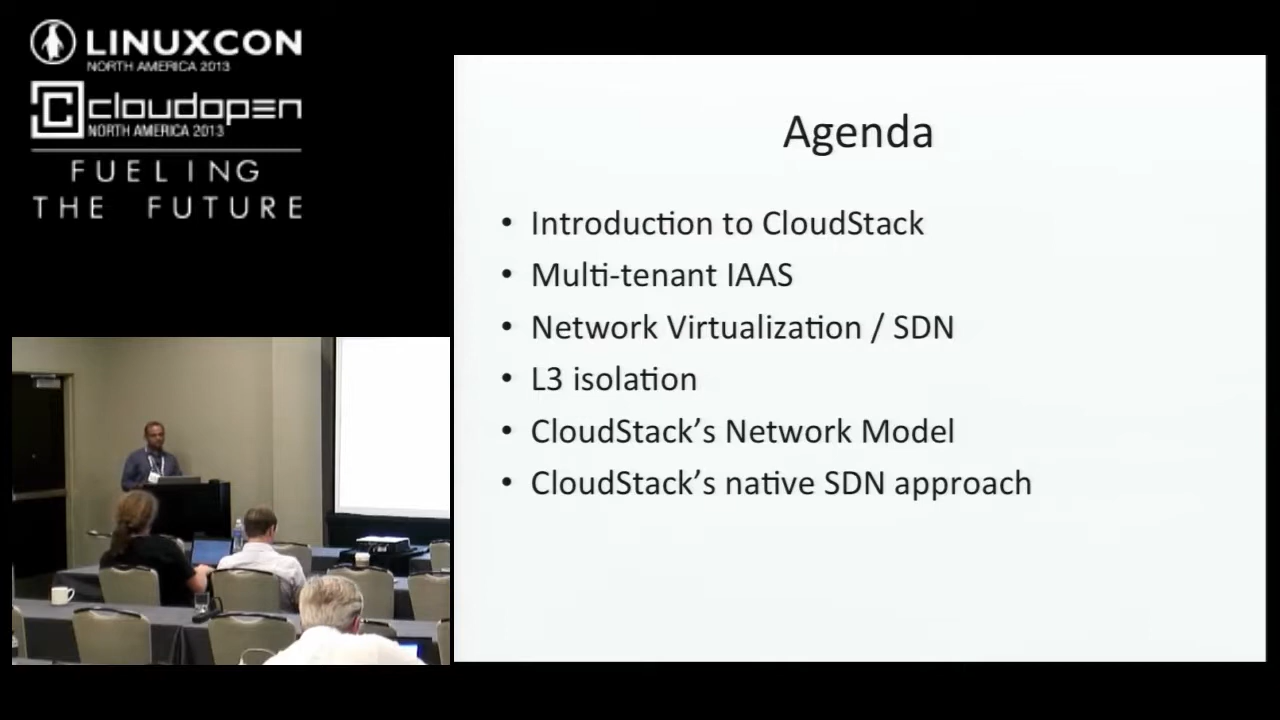 LINUXCON
NORTH AMERICA 2013
cloudopen
NORTH AMERICA 2013
FUELING
THE FUTURE
Agenda
• Introduction to CloudStack
• Multi-tenant IAAS
• Network Virtualization / SDN
• L3 isolation
• CloudStack’s Network Model
• CloudStack’s native SDN approach